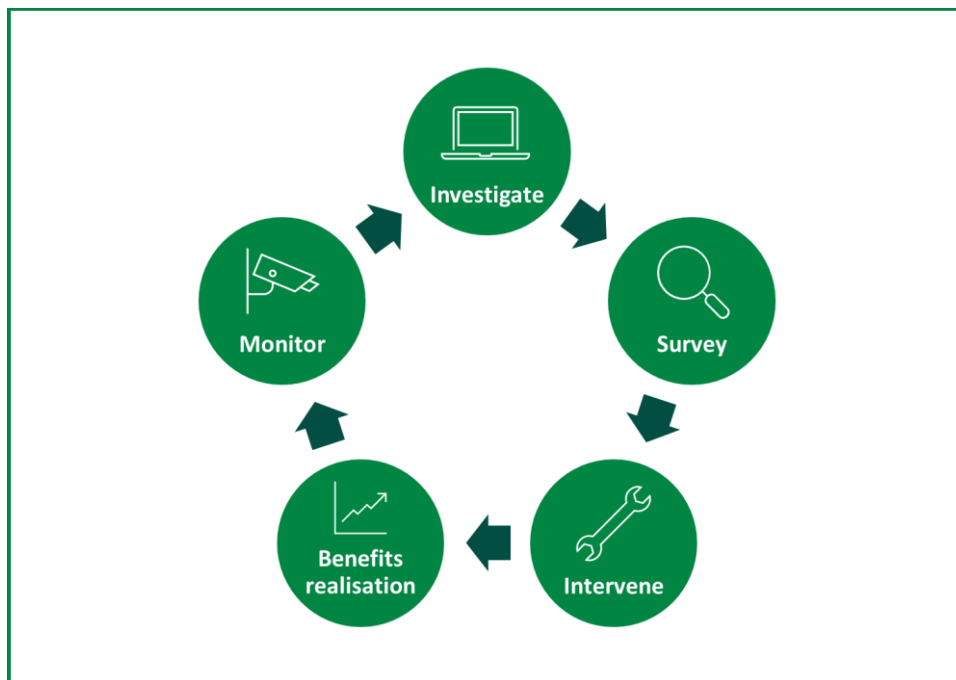 Investigate
Survey
Intervene
Benefits
realisation
Monitor